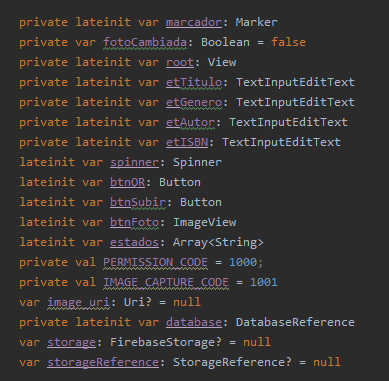 private lateinit var marcador: Marker
private var fotoCambiada: Boolean = false
private lateinit var root: View
private lateinit var etTitulo: TextInputEditText
private lateinit var etGenero: TextInputEditText
private lateinit var etAutor: TextInputEditText
private lateinit var etISBN: TextInputEditText
lateinit var spinner: Spinner
lateinit var btnQR: Button
lateinit var btnSubir: Button
lateinit var btnFoto: ImageView
lateinit var estados: Array<String>
private val PERMISSION_CODE = 1000;
private val IMAGE_CAPTURE_CODE = 1001
var image_uri: Uri? = null
private lateinit var database: DatabaseReference
var storage: FirebaseStorage? = null
var storageReference: StorageReference? = null